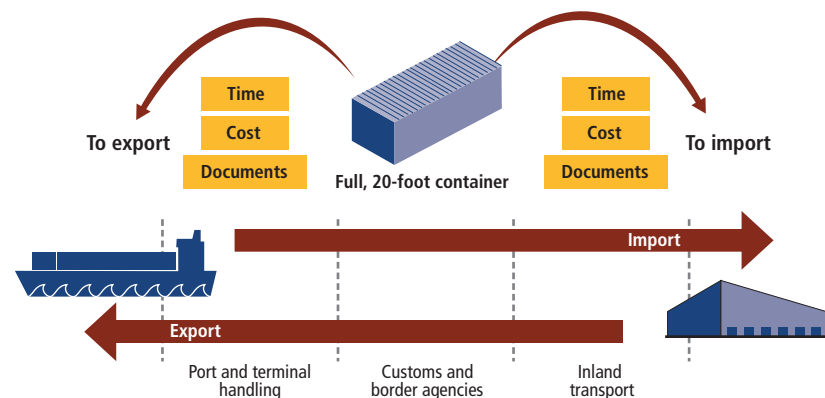 Time
Cost
Documents
To export
Full, 20-foot container
Time
Cost
Documents
To import
Import
Export
Port and terminal
handling
Customs and
border agencies
Inland
transport